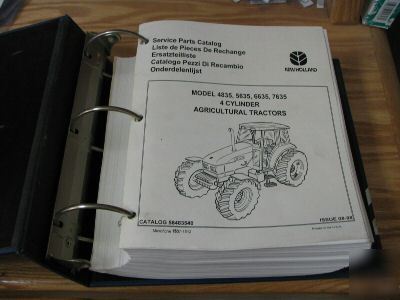 Service Parts Catalog
Liste de Pieces De Rechange
Ersatzteilliste
Catalogo Pezzi Di Recambio
Onderdelenlijst
NEW HOLLAND
MODEL 4835, 5635, 6635, 7635
4 CYLINDER
AGRICULTURAL TRACTORS
CATALOG 86483540
ISSUE 08-98